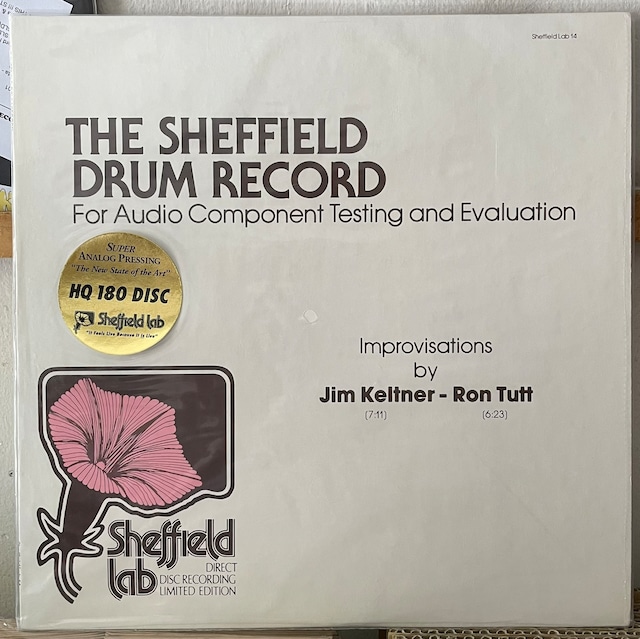 Sheffield Lab 14
THE SHEFFIELD
DRUM RECORD
For Audio Component Testing and Evaluation
SUPER
ANALOG PRESSING
"The New State of the Art"
HQ 180 DISC
Sheffield Lab
"It Feels Live Because It Is Live"
Improvisations
by
Jim Keltner - Ron Tutt
(7:11) (6:23)
Sheffield
lab
DIRECT
DISC RECORDING
LIMITED EDITION